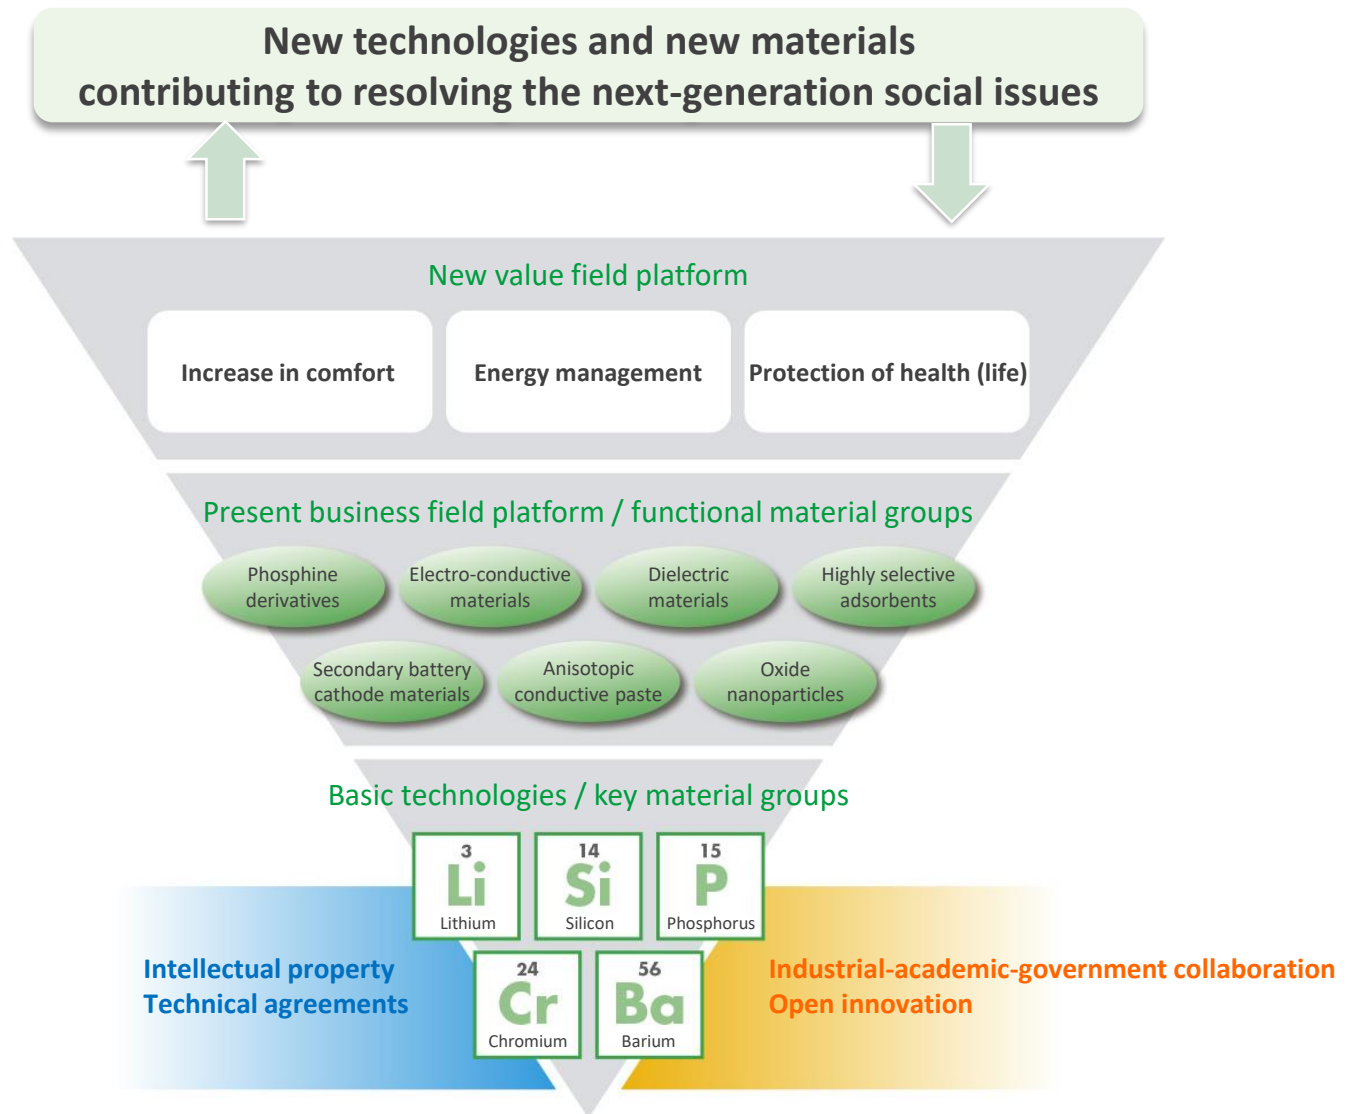 New technologies and new materials
contributing to resolving the next-generation social issues
New value field platform
Increase in comfort
Energy management
Protection of health (life)
Present business field platform / functional material groups
Phosphine
derivatives
Electro-conductive
materials
Dielectric
materials
Highly selective
adsorbents
Secondary battery
cathode materials
Anisotopic
conductive paste
Oxide
nanoparticles
Basic technologies / key material groups
3
Li
Lithium
14
Si
Silicon
15
P
Phosphorus
24
Cr
Chromium
56
Ba
Barium
Intellectual property
Technical agreements
Industrial-academic-government collaboration
Open innovation